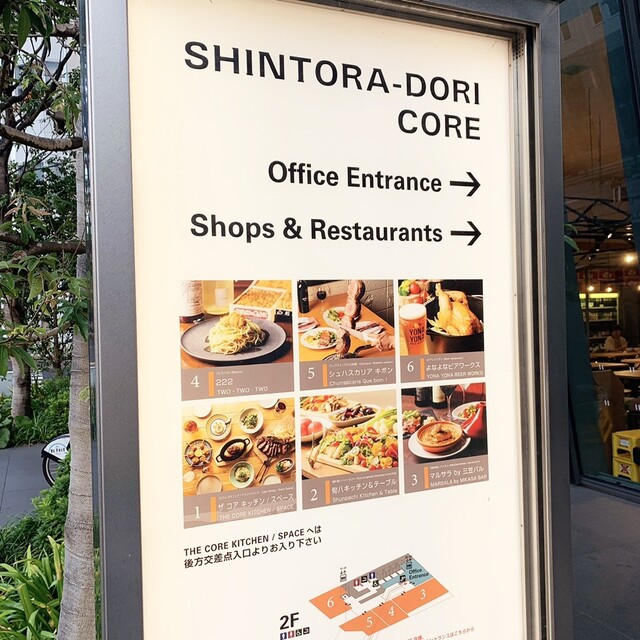 SHINTORA-DORI
CORE
Office Entrance →
Shops & Restaurants →
4
222
TWO・TWO・TWO
5
シュハスカリア キボン
Churrascaria Que bom !
6
よなよなビアワークス
YONA YONA BEER WORKS
1
ザ コア キッチン / スペース
THE CORE KITCHEN / SPACE
2
旬八キッチン&テーブル
Shunpachi Kitchen & Table
3
マルサラ by 三笠バル
MARSALA by MIKASA BAR
THE CORE KITCHEN / SPACE へは
後方交差点入口よりお入り下さい
2F
6
5
4
3
Office
Entrance